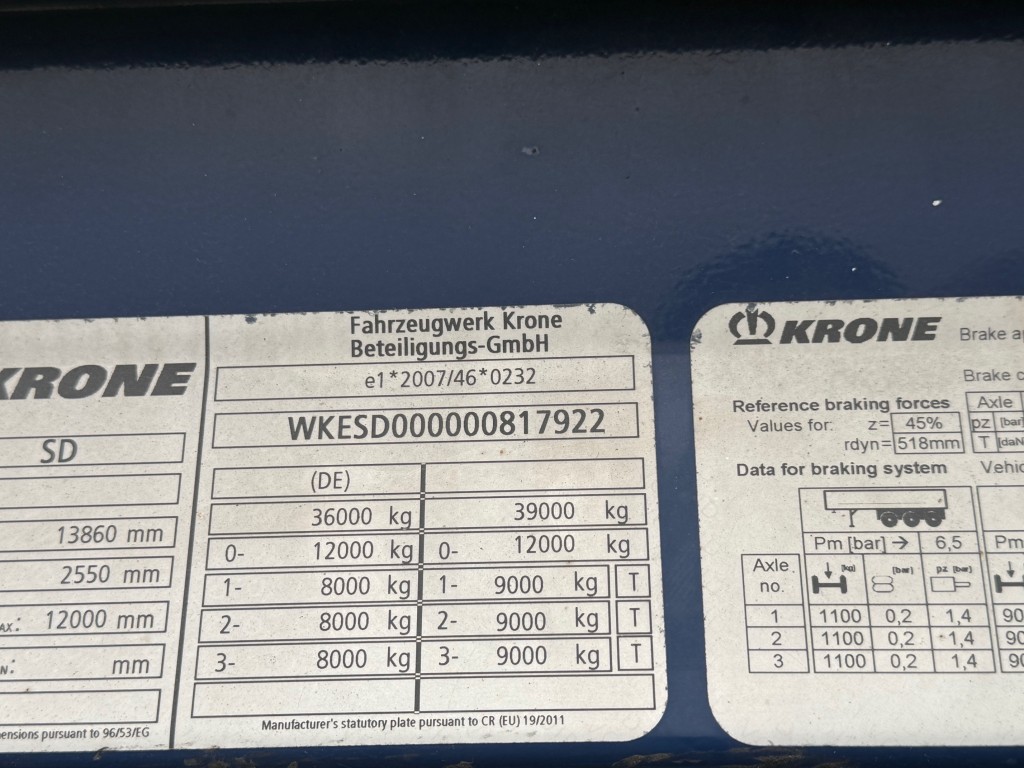 KRONE
SD
13860 mm
2550 mm
12000 mm
mm
pursuant to 96/53/EG
Fahrzeugwerk Krone
Beteiligungs-GmbH
e1*2007/46*0232
WKESD000000817922
(DE)
36000 kg 39000 kg
0- 12000 kg 0- 12000 kg
1- 8000 kg 1- 9000 kg T
2- 8000 kg 2- 9000 kg T
3- 8000 kg 3- 9000 kg T
Manufacturer's statutory plate pursuant to CR (EU) 19/2011
KRONE
Brake
Brake
Reference braking forces Axle
Values for: z= 45% pz [bar]
rdyn= 518mm T
Data for braking system
Pm [bar] → 6,5 Pm
Axle no. [kg] [bar] pz [bar]
1 1100 0,2 1,4
2 1100 0,2 1,4
3 1100 0,2 1,4